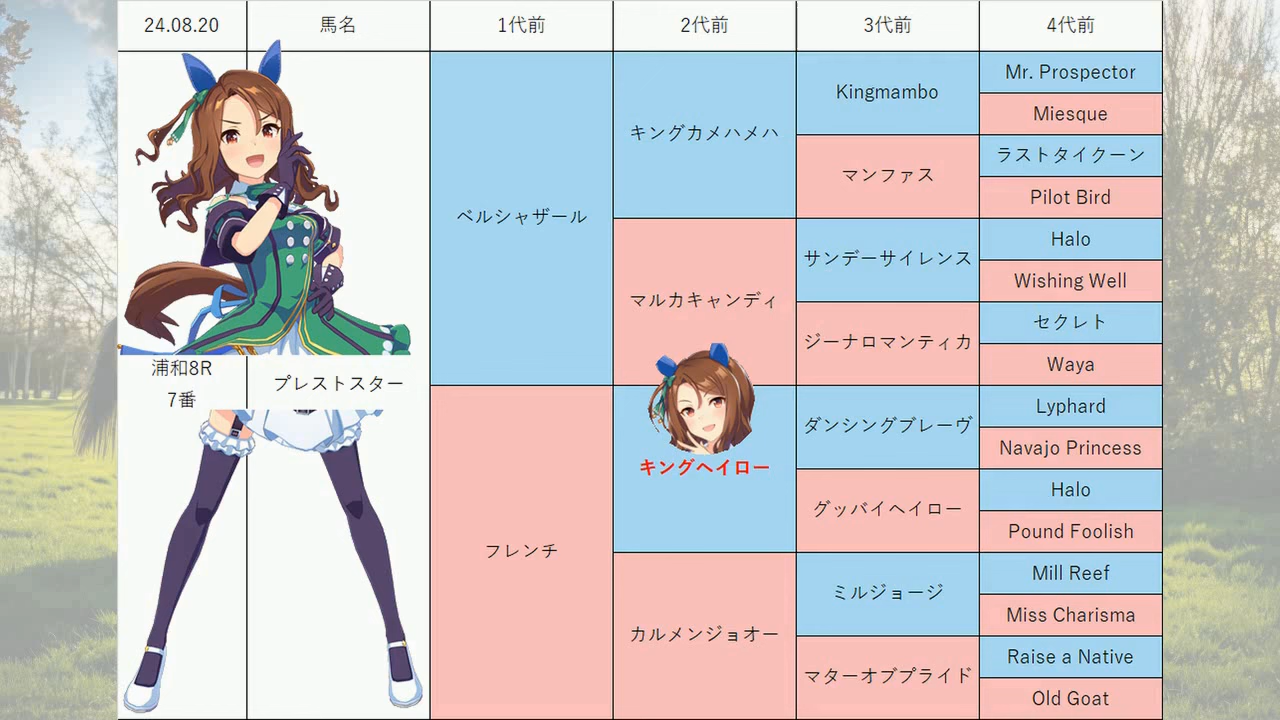 24.08.20
馬名
1代前
2代前
3代前
4代前
浦和8R
7番
プレストスター
ベルシャザール
フレンチ
キングカメハメハ
マルカキャンディ
キングヘイロー
カルメンジョオー
Kingmambo
マンファス
サンデーサイレンス
ジーナロマンティカ
ダンシングブレーヴ
グッバイヘイロー
ミルジョージ
マターオブプライド
Mr. Prospector
Miesque
ラストタイクーン
Pilot Bird
Halo
Wishing Well
セクレト
Waya
Lyphard
Navajo Princess
Halo
Pound Foolish
Mill Reef
Miss Charisma
Raise a Native
Old Goat